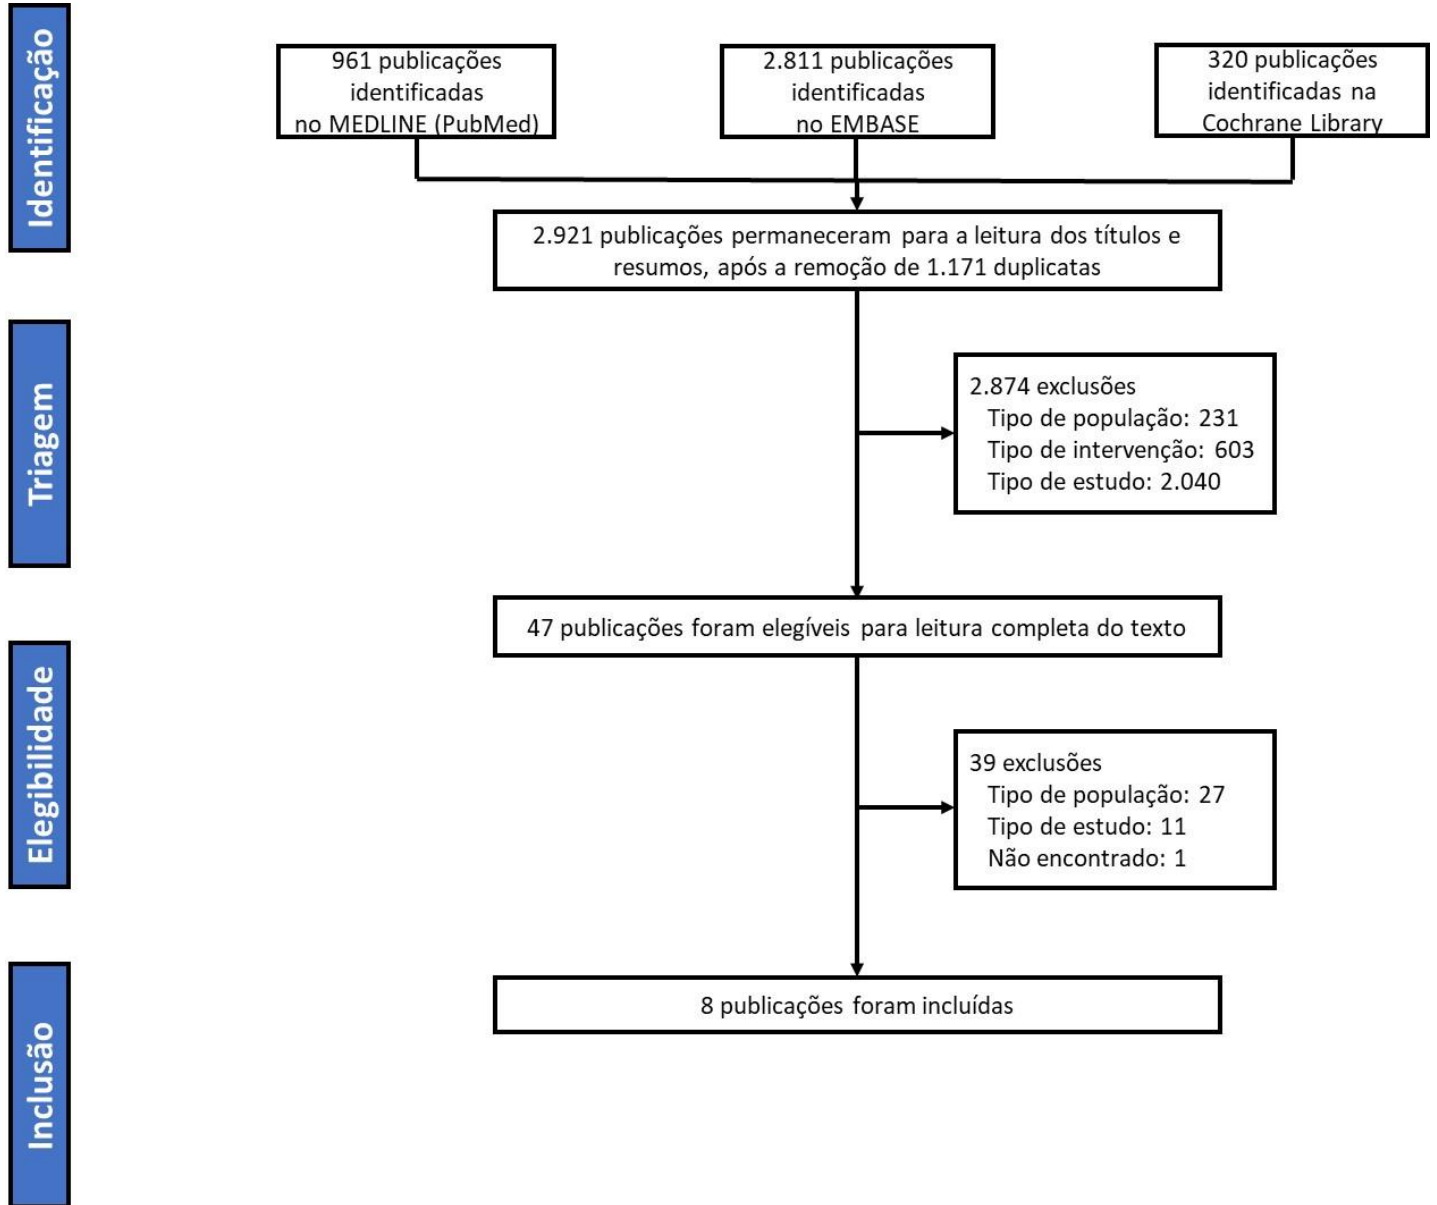 Identificação
961 publicações
identificadas
no MEDLINE (PubMed)
2.811 publicações
identificadas
no EMBASE
320 publicações
identificadas na
Cochrane Library
2.921 publicações permaneceram para a leitura dos títulos e
resumos, após a remoção de 1.171 duplicatas
Triagem
2.874 exclusões
Tipo de população: 231
Tipo de intervenção: 603
Tipo de estudo: 2.040
47 publicações foram elegíveis para leitura completa do texto
Elegibilidade
39 exclusões
Tipo de população: 27
Tipo de estudo: 11
Não encontrado: 1
Inclusão
8 publicações foram incluídas